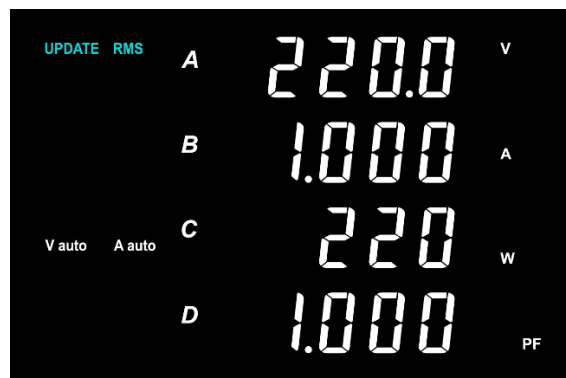 UPDATE RMS A 220.0 V
B 1.000 A
V auto A auto C 220 W
D 1.000 PF